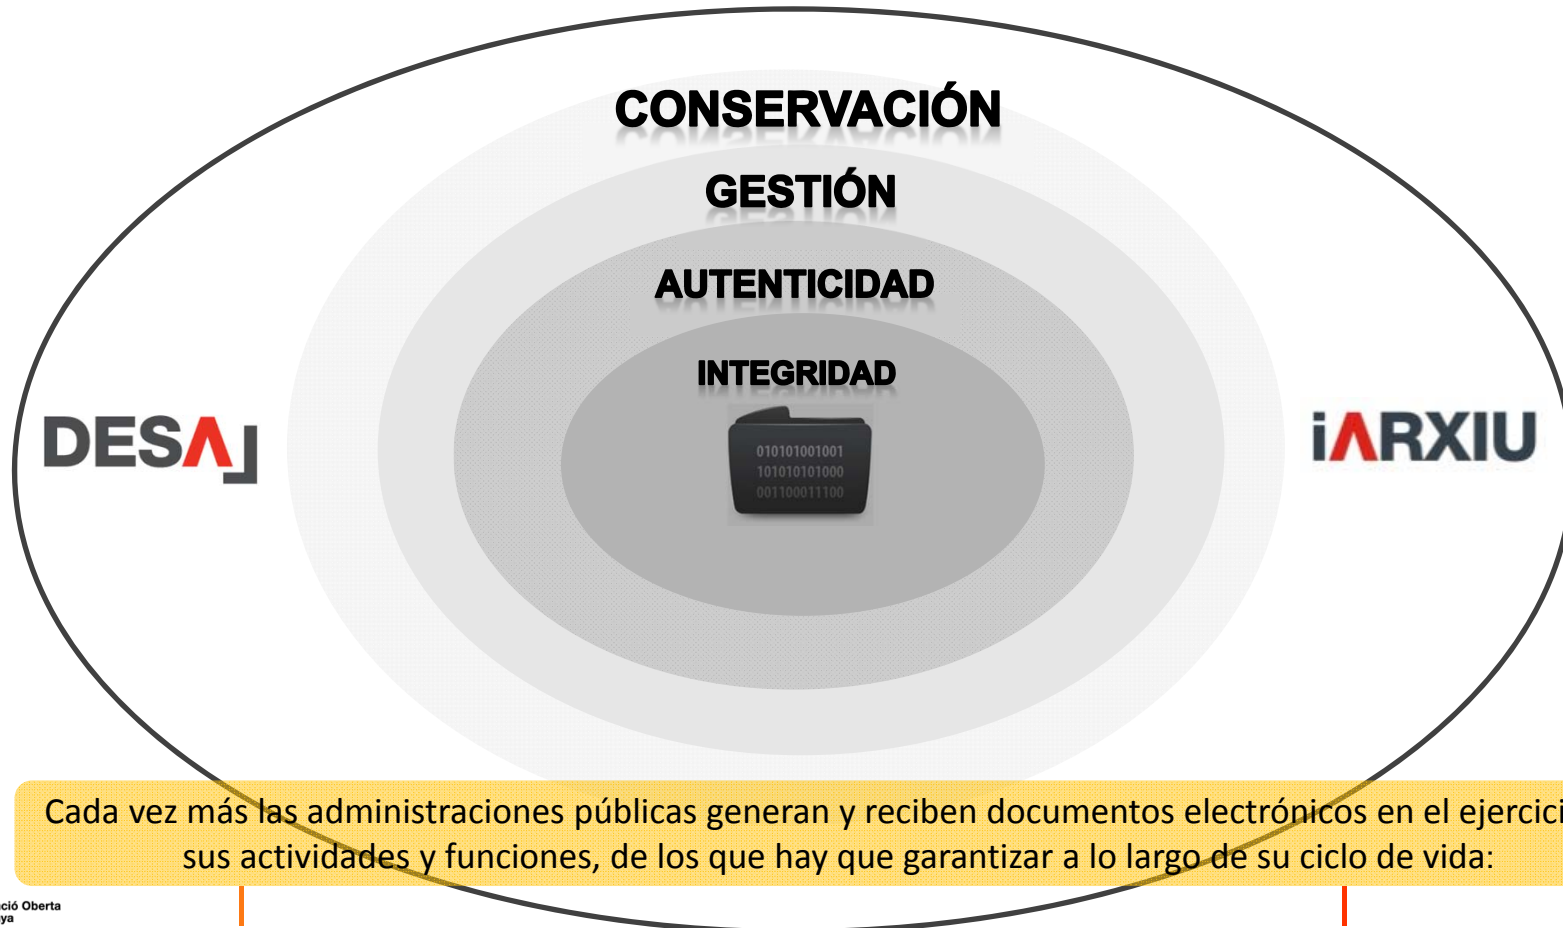 CONSERVACIÓN
GESTIÓN
AUTENTICIDAD
INTEGRIDAD
010101001001
101010101000
001100011100
DESAJ
iARXIU
Cada vez más las administraciones públicas generan y reciben documentos electrónicos en el ejercici
sus actividades y funciones, de los que hay que garantizar a lo largo de su ciclo de vida:
ció Oberta
ya